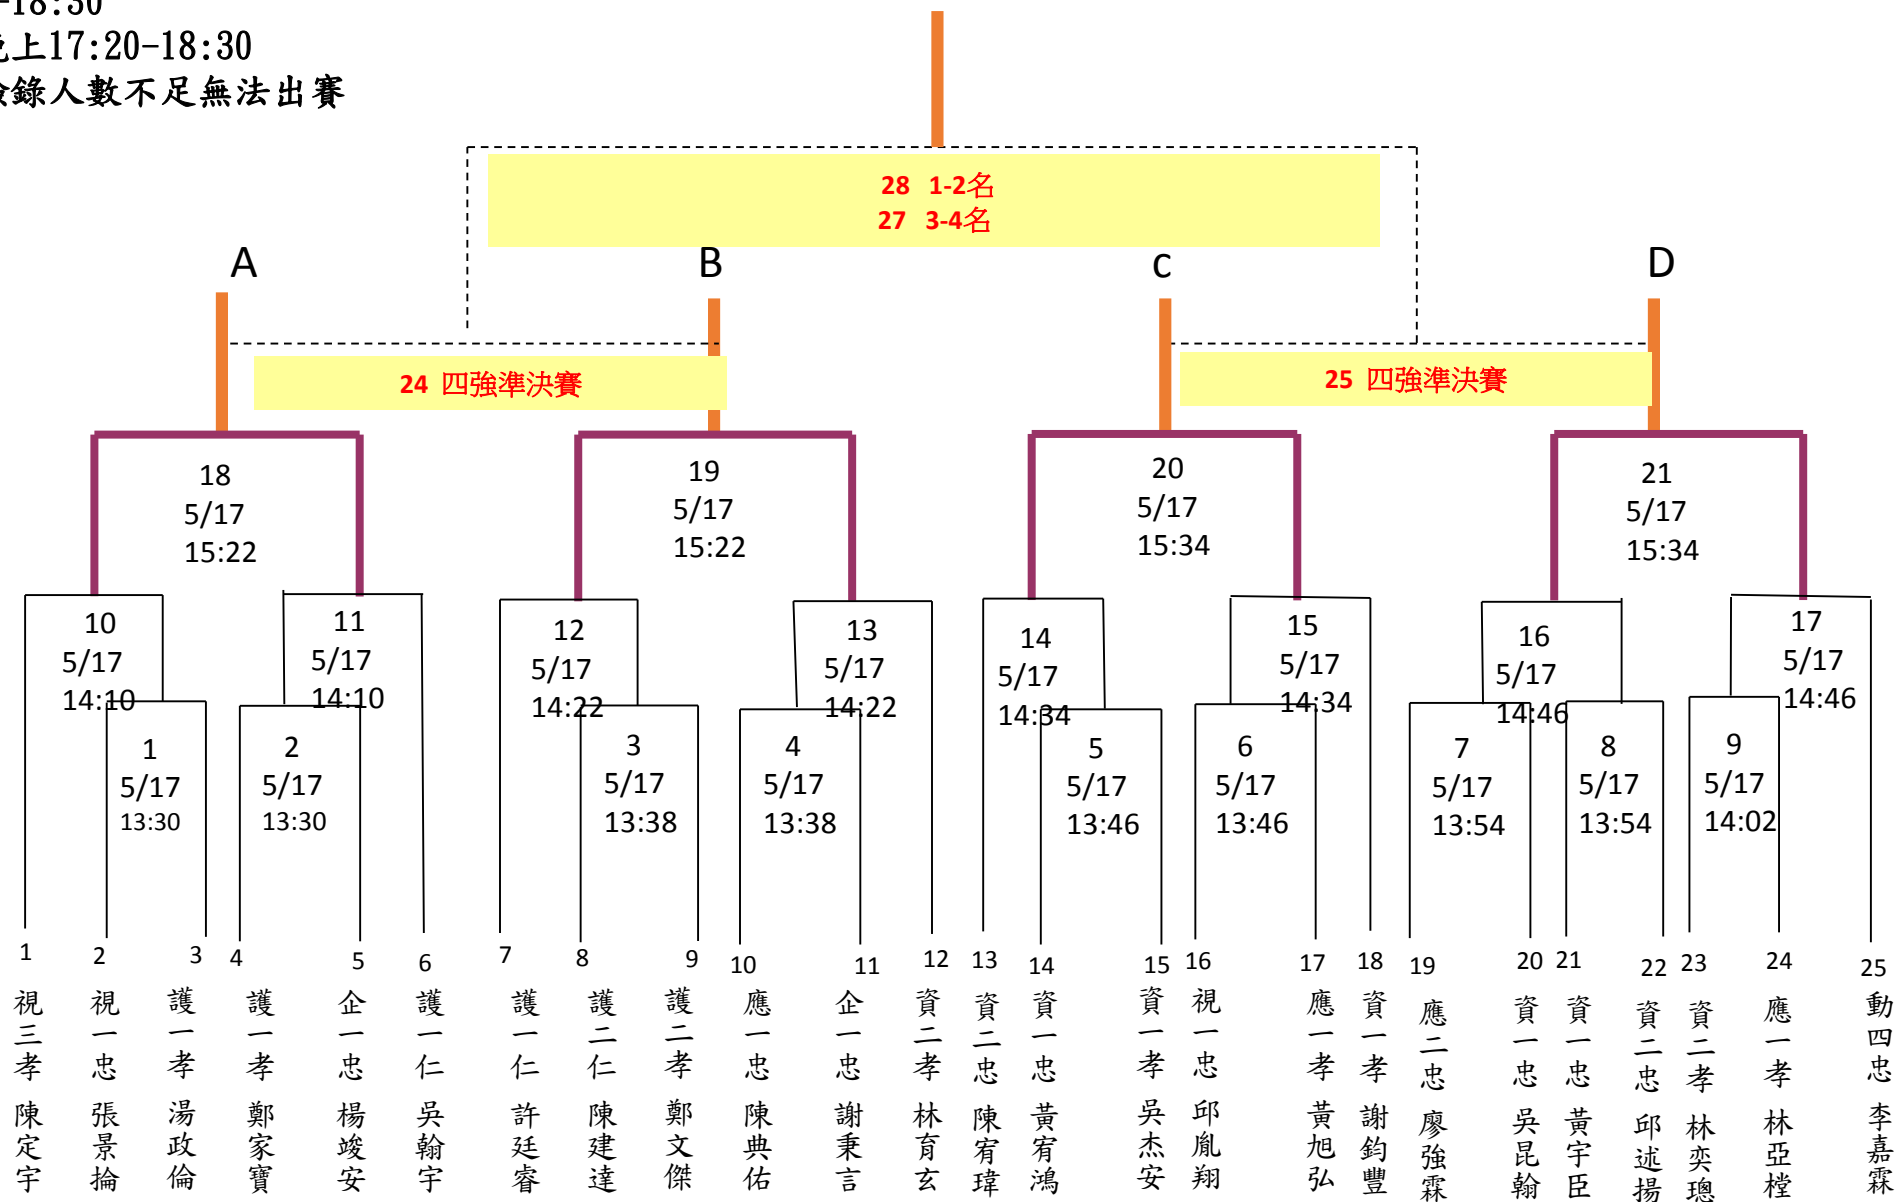 -18:30
上17:20-18:30
錄人數不足無法出賽
28 1-2名
27 3-4名
A
B
c
D
24 四強準決賽
25 四強準決賽
18
5/17
15:22
19
5/17
15:22
20
5/17
15:34
21
5/17
15:34
10
5/17
14:10
11
5/17
14:10
12
5/17
14:22
13
5/17
14:22
14
5/17
14:34
15
5/17
14:34
16
5/17
14:46
17
5/17
14:46
1
5/17
13:30
2
5/17
13:30
3
5/17
13:38
4
5/17
13:38
5
5/17
13:46
6
5/17
13:46
7
5/17
13:54
8
5/17
13:54
9
5/17
14:02
1
2
3
4
5
6
7
8
9
10
11
12
13
14
15
16
17
18
19
20
21
22
23
24
25
視三孝 陳定宇
視一忠 張景掄
護一孝 湯政倫
護一孝 鄭家寶
企一忠 楊竣安
護一仁 吳翰宇
護一仁 許廷睿
護二仁 陳建達
護二孝 鄭文傑
應一忠 陳典佑
企一忠 謝秉言
資二孝 林育玄
資二忠 陳宥瑋
資一忠 黃宥鴻
資一孝 吳杰安
視一忠 邱胤翔
應一孝 黃旭弘
資一孝 謝鈞豐
應二忠 廖強霖
資一忠 吳昆翰
資一忠 黃宇臣
資二忠 邱述揚
資二孝 林奕璁
應一孝 林亞樘
動四忠 李嘉霖